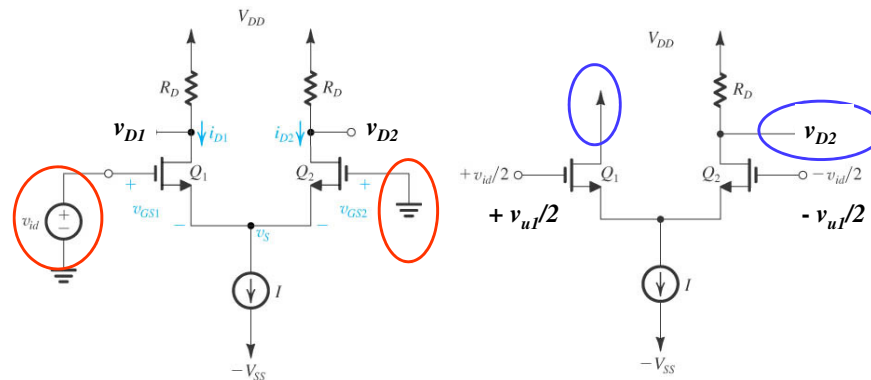 V_DD
R_D R_D
v_D1 i_D1 i_D2 v_D2
Q_1 Q_2
+ +
v_id + − v_GS1 v_GS2
− v_S −
I
−V_SS
V_DD
R_D
v_D2
+v_id/2 Q_1 Q_2 −v_id/2
+ v_u1/2 - v_u1/2
I
−V_SS